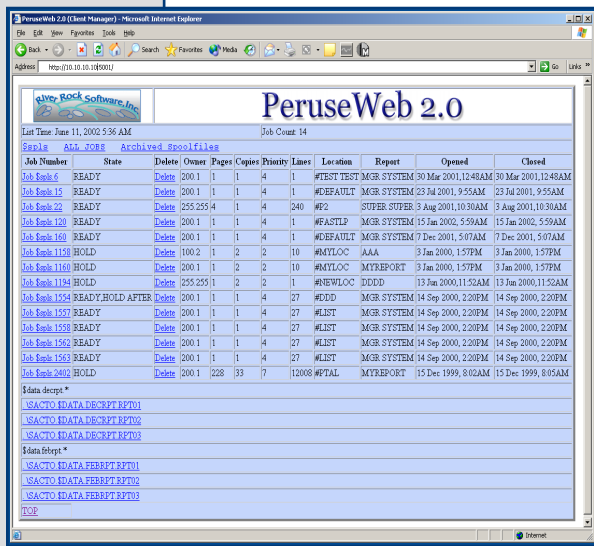 PeruseWeb 2.0 (Client Manager) - Microsoft Internet Explorer
File Edit View Favorites Tools Help
Back Search Favorites Media
Address http://10.10.10.10:5001/ Go Links »
River Rock Software, Inc
PeruseWeb 2.0
List Time: June 11, 2002 5:36 AM Job Count: 14
$spls ALL JOBS Archived Spoolfiles
Job Number State Delete Owner Pages Copies Priority Lines Location Report Opened Closed
Job $spls.6 READY Delete 200.1 1 1 4 1 #TEST TEST MGR SYSTEM 30 Mar 2001,12:48AM 30 Mar 2001,12:48AM
Job $spls.15 READY Delete 200.1 1 1 4 1 #DEFAULT MGR SYSTEM 23 Jul 2001, 9:55AM 23 Jul 2001, 9:55AM
Job $spls.22 READY Delete 255.255 4 1 4 240 #P2 SUPER SUPER 3 Aug 2001,10:30AM 3 Aug 2001,10:30AM
Job $spls.120 READY Delete 200.1 1 1 4 1 #FASTLP MGR SYSTEM 15 Jan 2002, 5:59AM 15 Jan 2002, 5:59AM
Job $spls.160 READY Delete 200.1 1 1 4 1 #DEFAULT MGR SYSTEM 7 Dec 2001, 5:07AM 7 Dec 2001, 5:07AM
Job $spls.1158 HOLD Delete 100.2 1 2 2 10 #MYLOC AAA 3 Jan 2000, 1:57PM 3 Jan 2000, 1:57PM
Job $spls.1160 HOLD Delete 200.1 1 2 2 10 #MYLOC MYREPORT 3 Jan 2000, 1:57PM 3 Jan 2000, 1:57PM
Job $spls.1194 HOLD Delete 255.255 1 2 2 10 #NEWLOC DDDD 13 Jun 2000,11:52AM 13 Jun 2000,11:52AM
Job $spls.1554 READY,HOLD AFTER Delete 200.1 1 1 4 27 #DDD MGR SYSTEM 14 Sep 2000, 2:20PM 14 Sep 2000, 2:20PM
Job $spls.1557 READY Delete 200.1 1 1 4 27 #LIST MGR SYSTEM 14 Sep 2000, 2:20PM 14 Sep 2000, 2:20PM
Job $spls.1558 READY Delete 200.1 1 1 4 27 #LIST MGR SYSTEM 14 Sep 2000, 2:20PM 14 Sep 2000, 2:20PM
Job $spls.1562 READY Delete 200.1 1 1 4 27 #LIST MGR SYSTEM 14 Sep 2000, 2:20PM 14 Sep 2000, 2:20PM
Job $spls.1563 READY Delete 200.1 1 1 4 27 #LIST MGR SYSTEM 14 Sep 2000, 2:20PM 14 Sep 2000, 2:20PM
Job $spls.2402 HOLD Delete 200.1 228 33 7 12008 #PTAL MYREPORT 15 Dec 1999, 8:02AM 15 Dec 1999, 8:05AM
$data.decrpt.*
\SACTO.$DATA.DECRPT.RPT01
\SACTO.$DATA.DECRPT.RPT02
\SACTO.$DATA.DECRPT.RPT03
$data.febrpt.*
\SACTO.$DATA.FEBRPT.RPT01
\SACTO.$DATA.FEBRPT.RPT02
\SACTO.$DATA.FEBRPT.RPT03
TOP
Internet